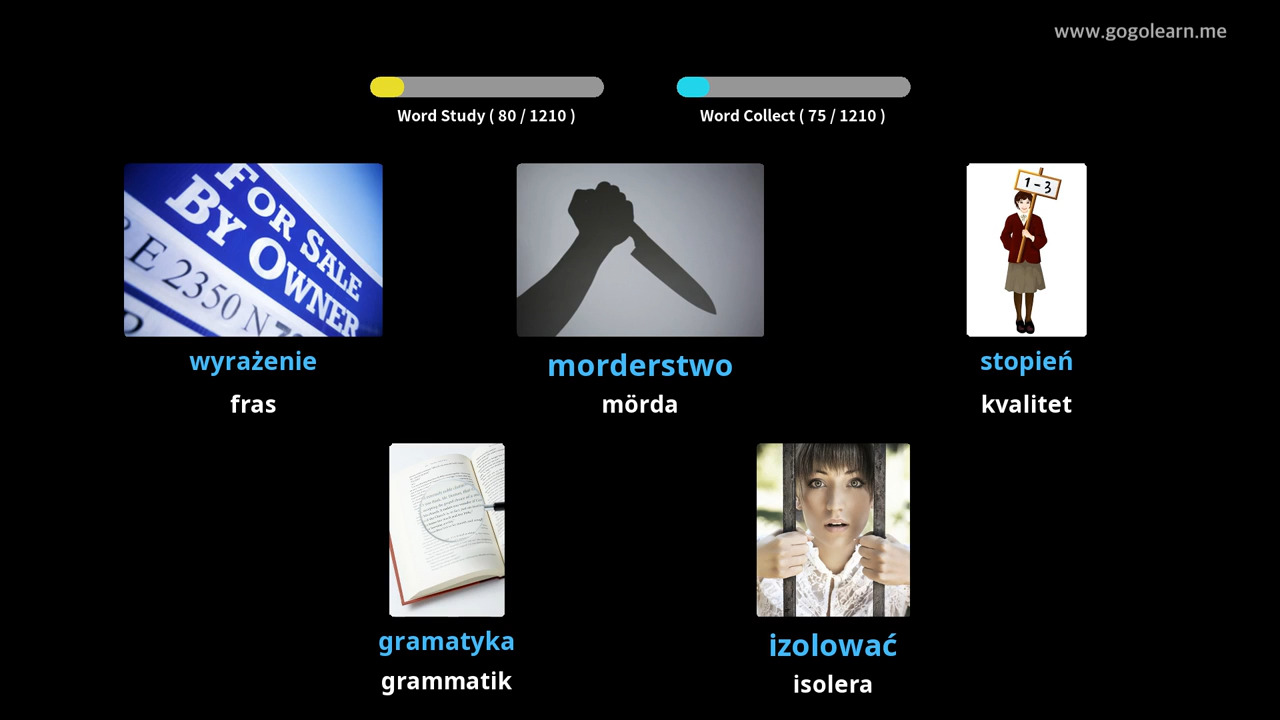 www.gogolearn.me
Word Study ( 80 / 1210 )
Word Collect ( 75 / 1210 )
FOR SALE
BY OWNER
E 2350 N
1-3
wyrażenie
morderstwo
stopień
fras
mörda
kvalitet
gramatyka
izolować
grammatik
isolera